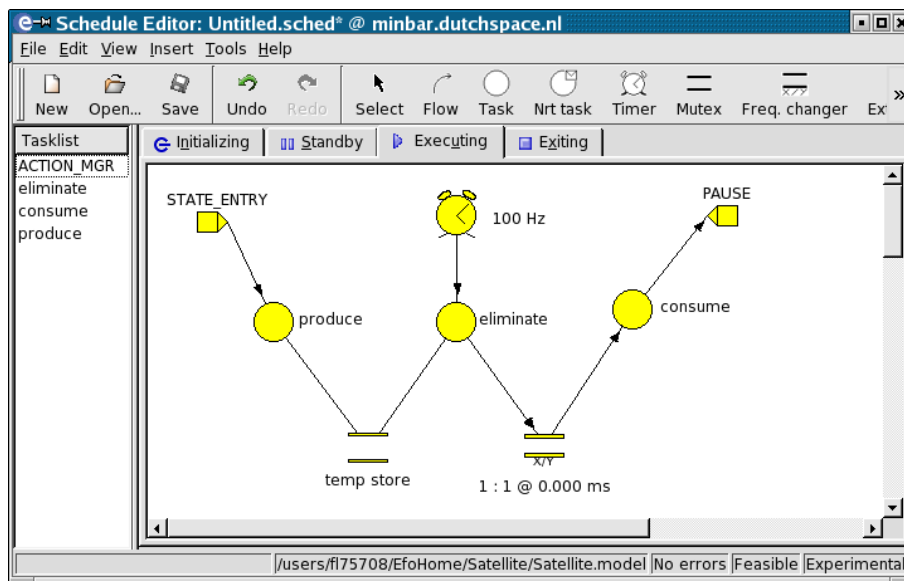 Schedule Editor: Untitled.sched* @ minbar.dutchspace.nl
File Edit View Insert Tools Help
New Open... Save Undo Redo Select Flow Task Nrt task Timer Mutex Freq. changer Ext
Tasklist
ACTION_MGR
eliminate
consume
produce
Initializing Standby Executing Exiting
STATE_ENTRY
100 Hz
PAUSE
produce
eliminate
consume
temp store
X/Y
1 : 1 @ 0.000 ms
/users/fl75708/EfoHome/Satellite/Satellite.model No errors Feasible Experimental